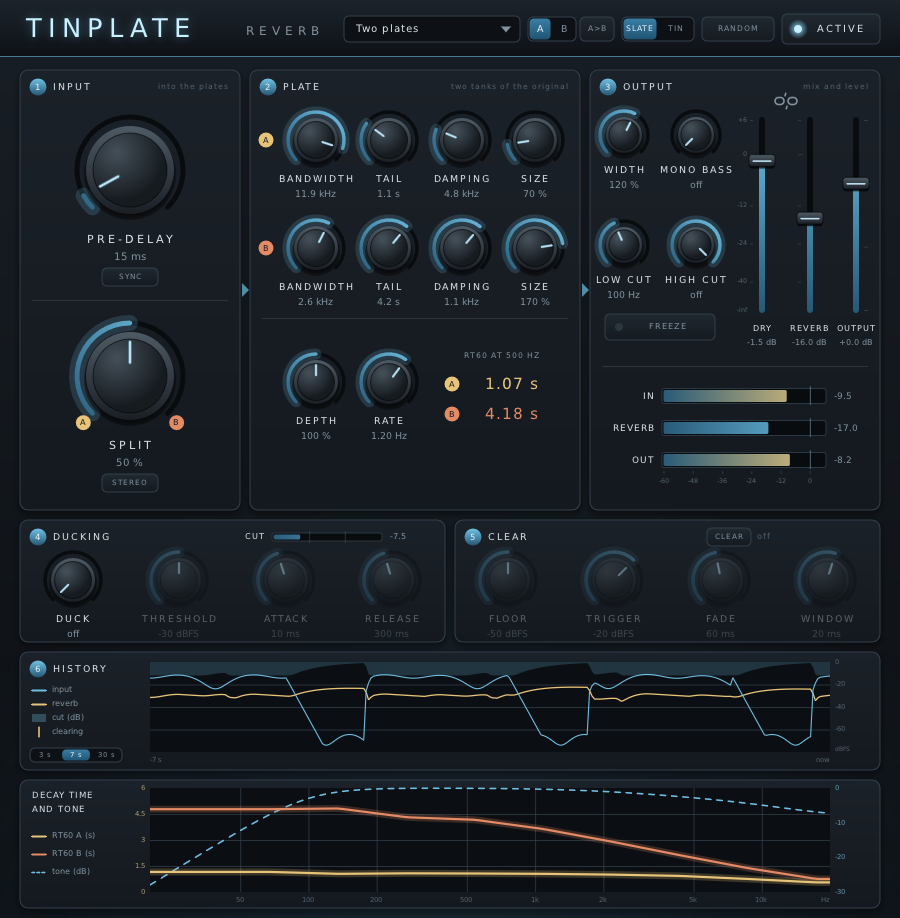 TINPLATE REVERB Two plates A B A>B SLATE TIN RANDOM ACTIVE
1 INPUT into the plates
PRE-DELAY
15 ms
SYNC
A B
SPLIT
50 %
STEREO
2 PLATE two tanks of the original
A
BANDWIDTH TAIL DAMPING SIZE
11.9 kHz 1.1 s 4.8 kHz 70 %
B
BANDWIDTH TAIL DAMPING SIZE
2.6 kHz 4.2 s 1.1 kHz 170 %
RT60 AT 500 HZ
A 1.07 s
B 4.18 s
DEPTH RATE
100 % 1.20 Hz
3 OUTPUT mix and level
WIDTH MONO BASS
120 % off
LOW CUT HIGH CUT
100 Hz off
FREEZE
+6
0
-12
-24
-40
-inf
DRY REVERB OUTPUT
-1.5 dB -16.0 dB +0.0 dB
IN -9.5
REVERB -17.0
OUT -8.2
-60 -48 -36 -24 -12 0
4 DUCKING CUT -7.5
DUCK THRESHOLD ATTACK RELEASE
off -30 dBFS 10 ms 300 ms
5 CLEAR CLEAR off
FLOOR TRIGGER FADE WINDOW
-50 dBFS -20 dBFS 60 ms 20 ms
6 HISTORY
input
reverb
cut (dB)
clearing
3 s 7 s 30 s
0
-20
-40
-60
dBFS
-7 s now
DECAY TIME
AND TONE
RT60 A (s)
RT60 B (s)
tone (dB)
6
4.5
3
1.5
0
0
-10
-20
-30
50 100 200 500 1k 2k 5k 10k Hz